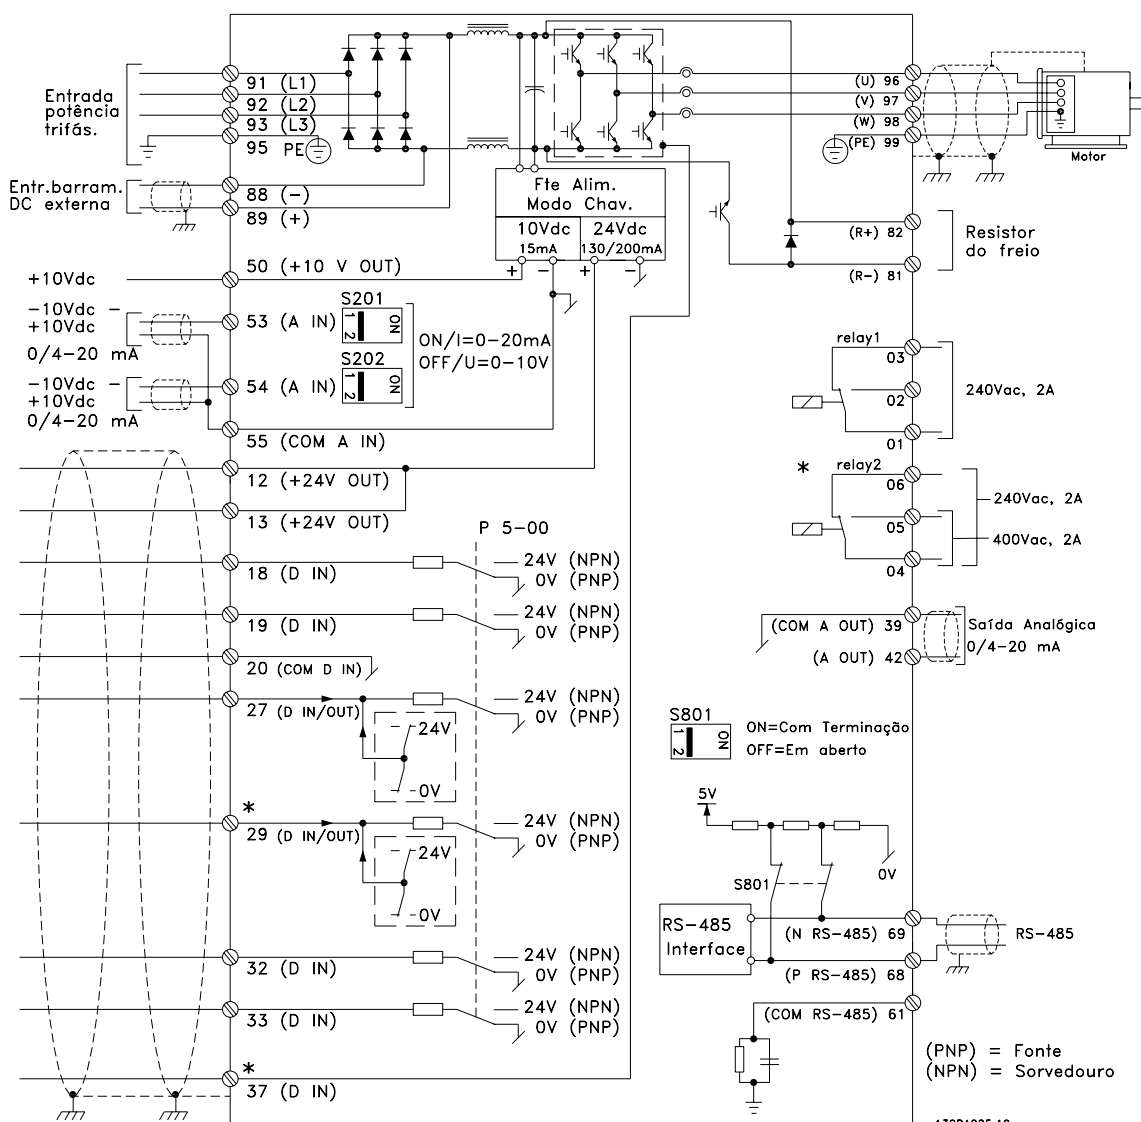 Entrada
potência
trifás.
91 (L1)
92 (L2)
93 (L3)
95 PE
Entr.barram.
DC externa
88 (−)
89 (+)
Fte Alim.
Modo Chav.
10Vdc
15mA
24Vdc
130/200mA
+ − + −
(U) 96
(V) 97
(W) 98
(PE) 99
Motor
(R+) 82
(R−) 81
Resistor
do freio
+10Vdc
50 (+10 V OUT)
−10Vdc −
+10Vdc
0/4−20 mA
53 (A IN)
S201
1 2
ON
−10Vdc −
+10Vdc
0/4−20 mA
54 (A IN)
S202
1 2
ON
ON/I=0−20mA
OFF/U=0−10V
55 (COM A IN)
12 (+24V OUT)
13 (+24V OUT)
P 5-00
18 (D IN)
24V (NPN)
0V (PNP)
19 (D IN)
24V (NPN)
0V (PNP)
20 (COM D IN)
27 (D IN/OUT)
24V (NPN)
0V (PNP)
24V
0V
*
29 (D IN/OUT)
24V (NPN)
0V (PNP)
24V
0V
32 (D IN)
24V (NPN)
0V (PNP)
33 (D IN)
24V (NPN)
0V (PNP)
*
37 (D IN)
relay1
03
02
01
240Vac, 2A
*
relay2
06
05
04
240Vac, 2A
400Vac, 2A
(COM A OUT) 39
(A OUT) 42
Saída Analógica
0/4−20 mA
S801
1 2
ON
ON=Com Terminação
OFF=Em aberto
5V
0V
S801
RS−485
Interface
(N RS−485) 69
(P RS−485) 68
RS−485
(COM RS−485) 61
(PNP) = Fonte
(NPN) = Sorvedouro